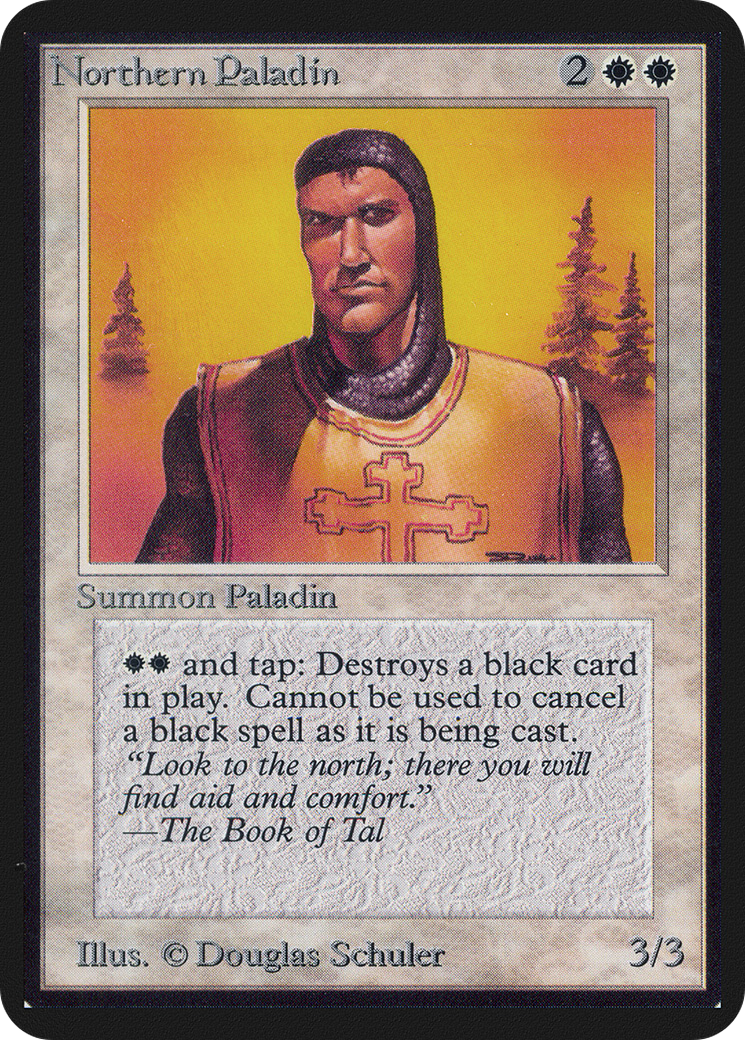 Northern Paladin 2
Summon Paladin
and tap: Destroys a black card
in play. Cannot be used to cancel
a black spell as it is being cast.
“Look to the north; there you will
find aid and comfort.”
—The Book of Tal
Illus. © Douglas Schuler 3/3